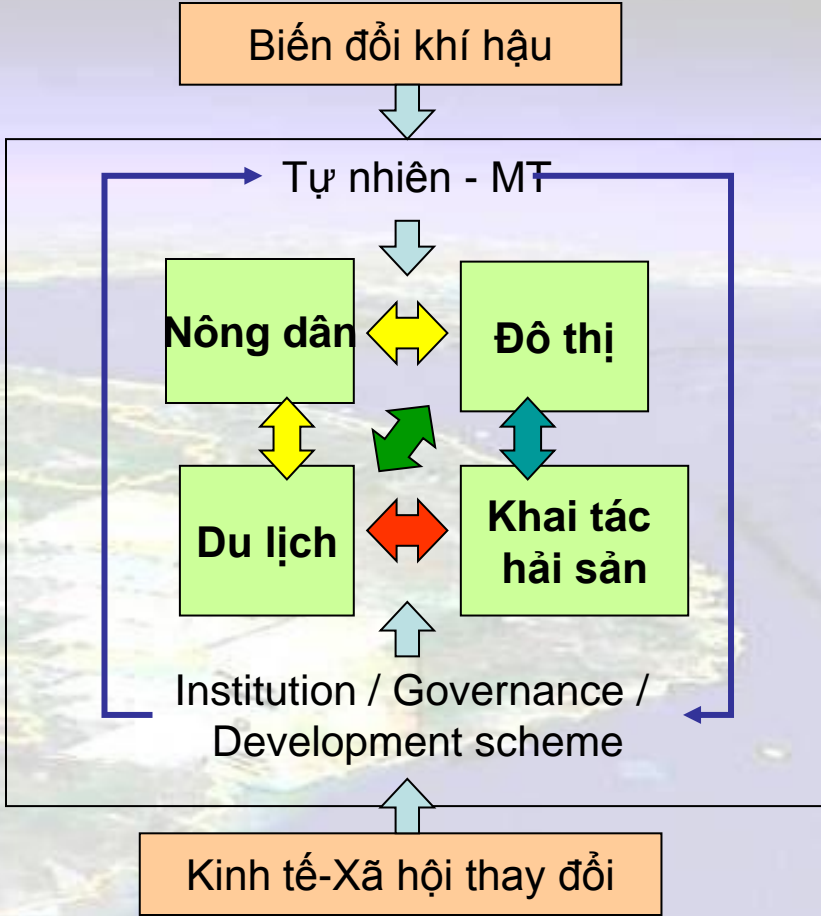 Biến đổi khí hậu
Tự nhiên - MT
Nông dân
Đô thị
Du lịch
Khai tác
hải sản
Institution / Governance /
Development scheme
Kinh tế-Xã hội thay đổi